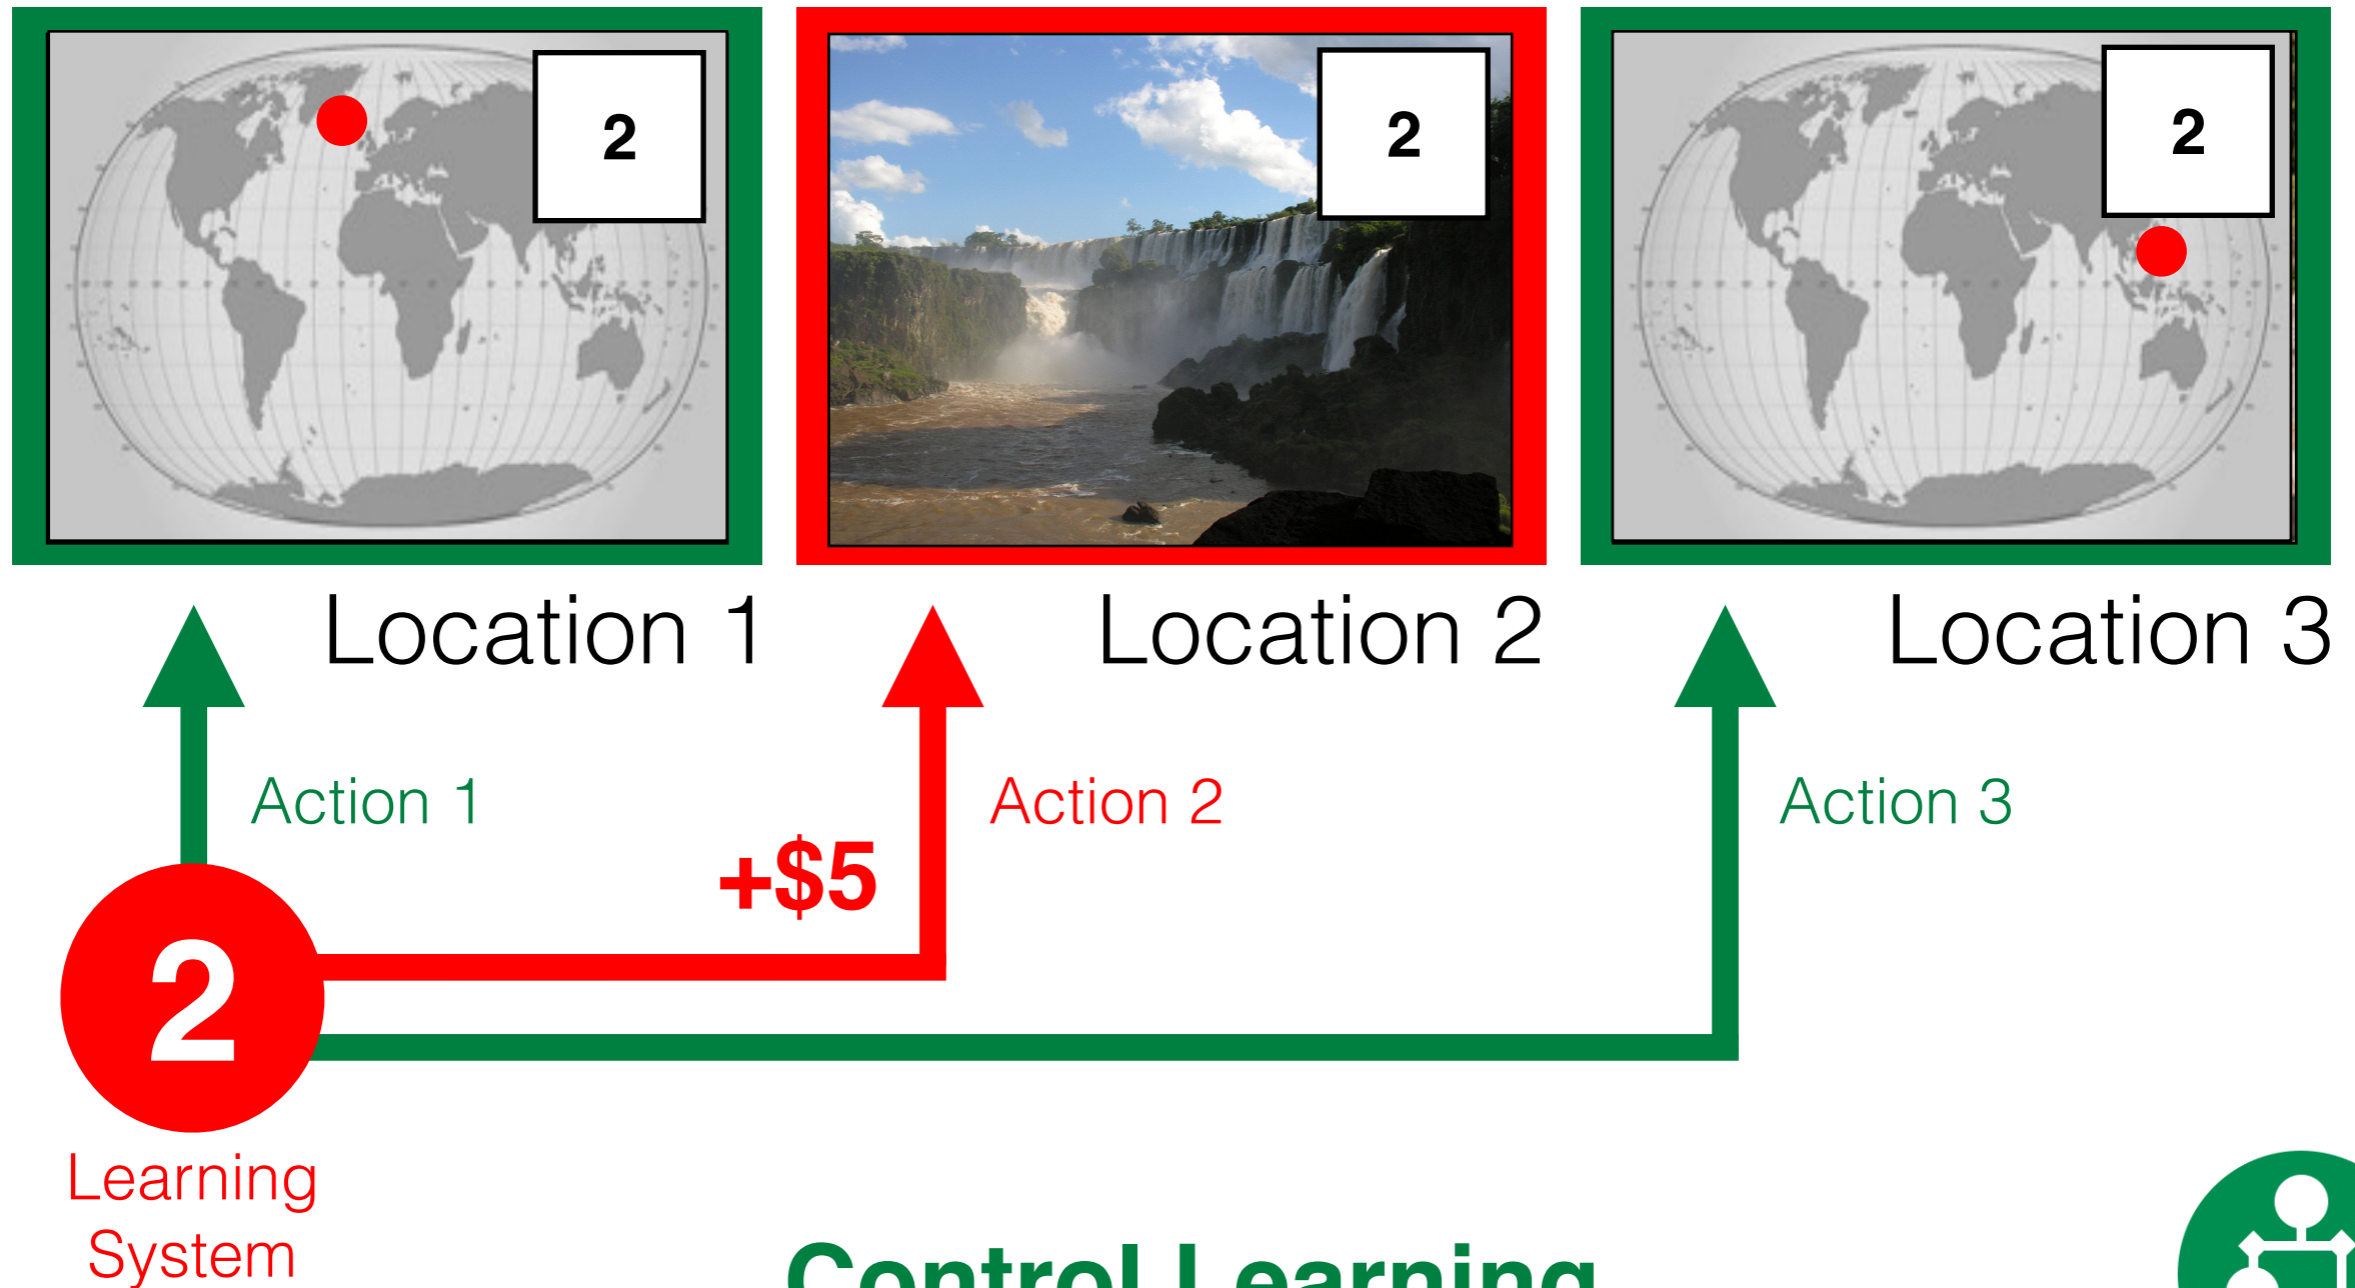 2
2
2
Location 1
Location 2
Location 3
Action 1
Action 2
Action 3
+$5
2
Learning
System
Control Learning